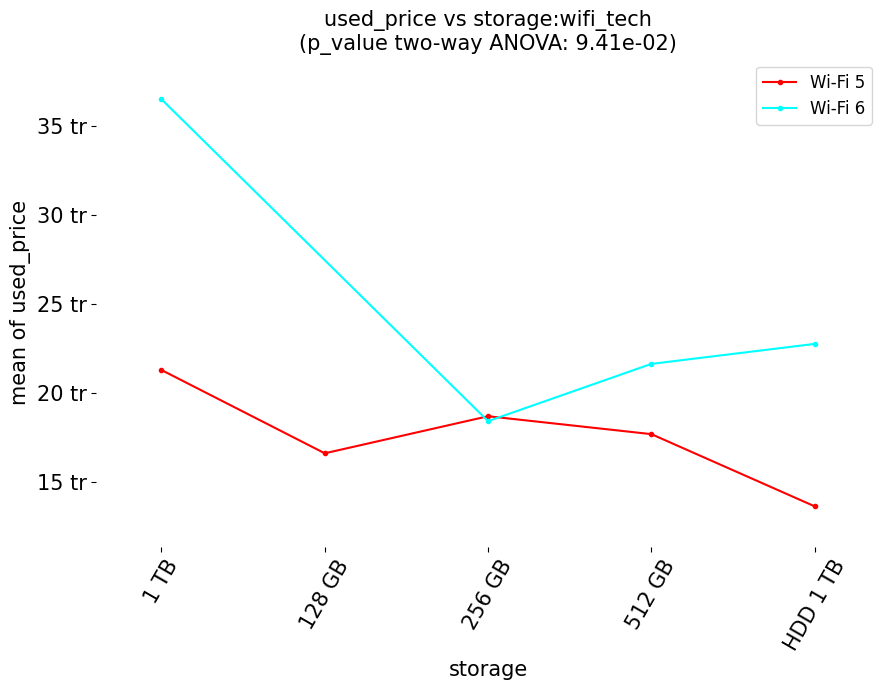 used_price vs storage:wifi_tech
(p_value two-way ANOVA: 9.41e-02)
Wi-Fi 5
Wi-Fi 6
mean of used_price
35 tr
30 tr
25 tr
20 tr
15 tr
1 TB
128 GB
256 GB
512 GB
HDD 1 TB
storage